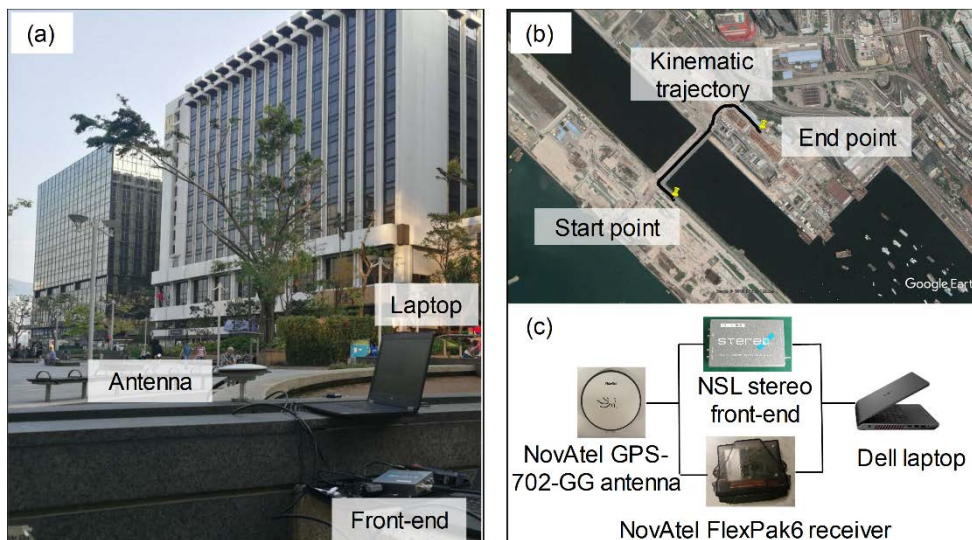 (a)
Laptop
Antenna
Front-end
(b)
Kinematic
trajectory
End point
Start point
Google Eart
(c)
stereo
NSL stereo
front-end
NovAtel GPS-
702-GG antenna
Dell laptop
NovAtel FlexPak6 receiver